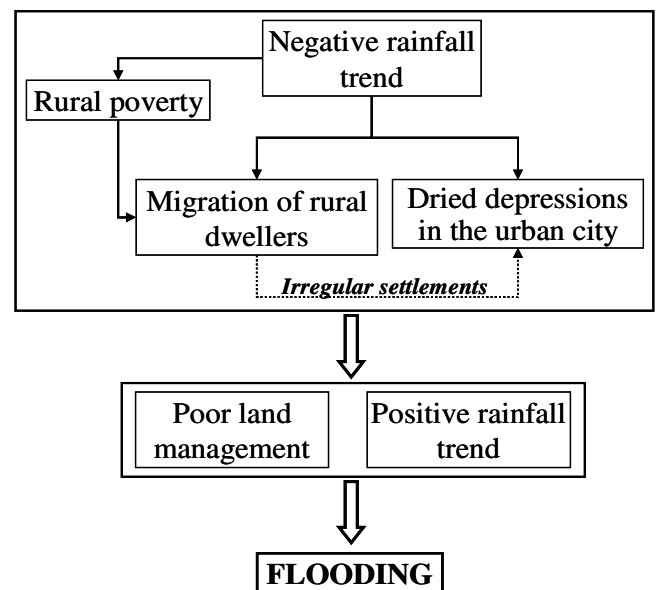 Negative rainfall
trend
Rural poverty
Migration of rural
dwellers
Dried depressions
in the urban city
Irregular settlements
Poor land
management
Positive rainfall
trend
FLOODING